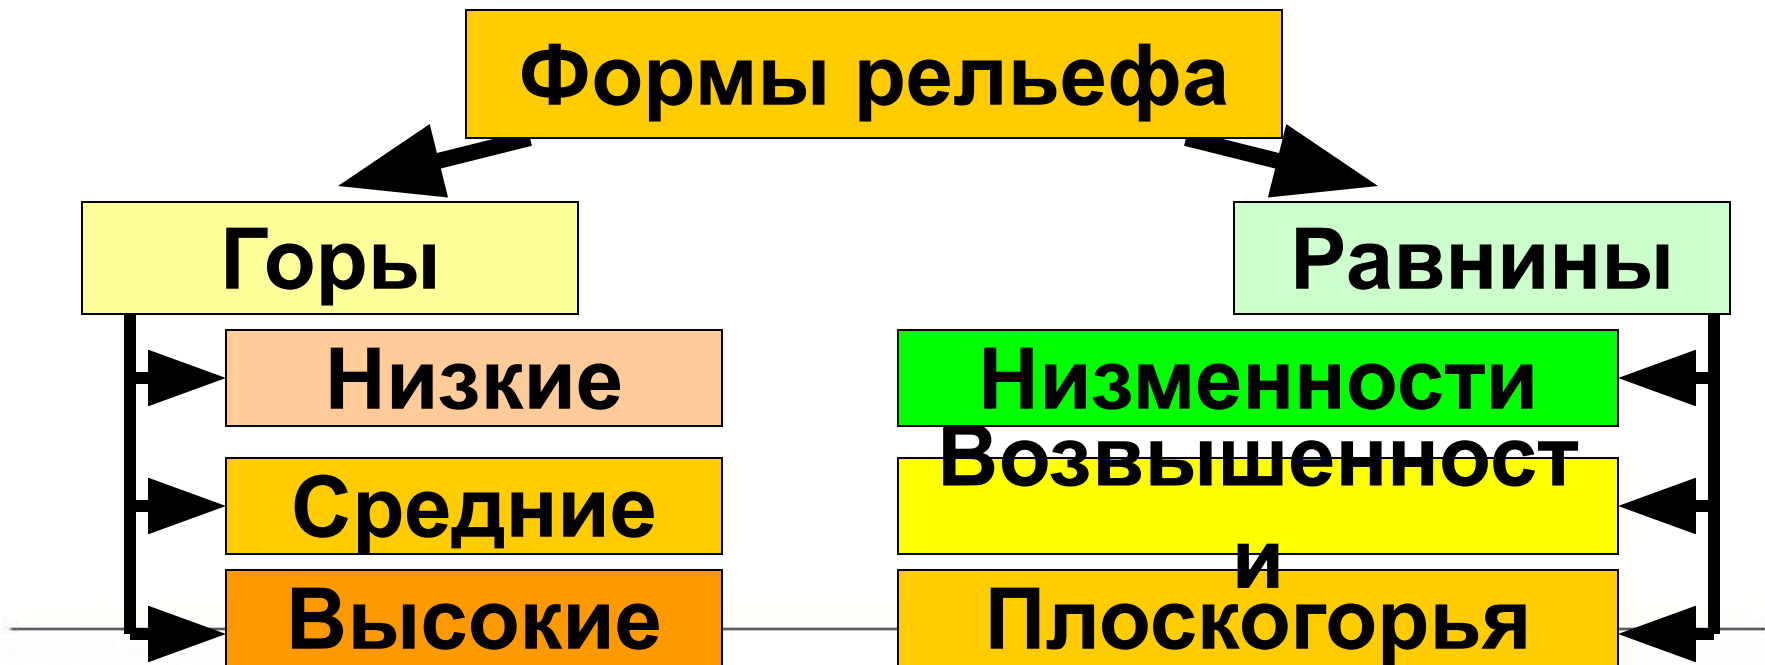 Формы рельефа
Горы
Равнины
Низкие
Средние
Высокие
Низменности
Возвышенност
и
Плоскогорья